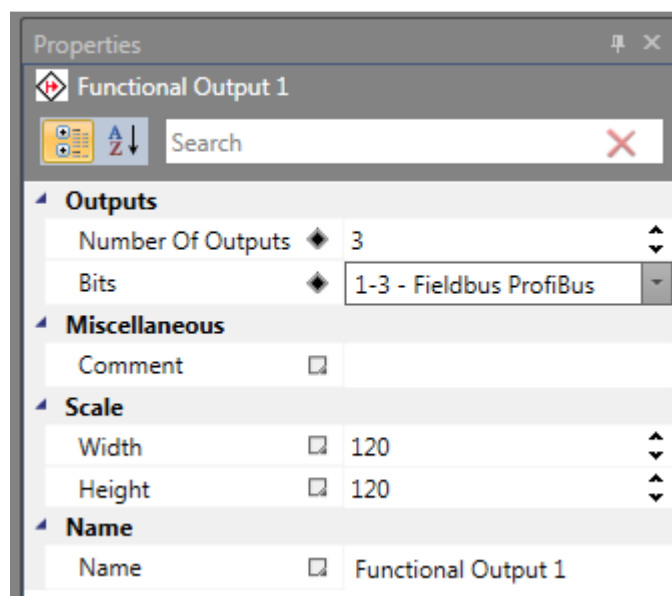 Properties
Functional Output 1
A Z Search
Outputs
Number Of Outputs 3
Bits 1-3 - Fieldbus ProfiBus
Miscellaneous
Comment
Scale
Width 120
Height 120
Name
Name Functional Output 1